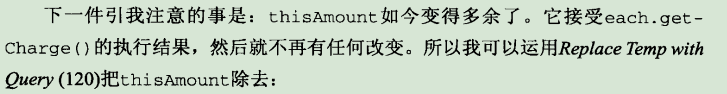 下一件引我注意的事是：thisAmount如今变得多余了。它接受each.get-
Charge()的执行结果，然后就不再有任何改变。所以我可以运用Replace Temp with
Query (120)把thisAmount除去：